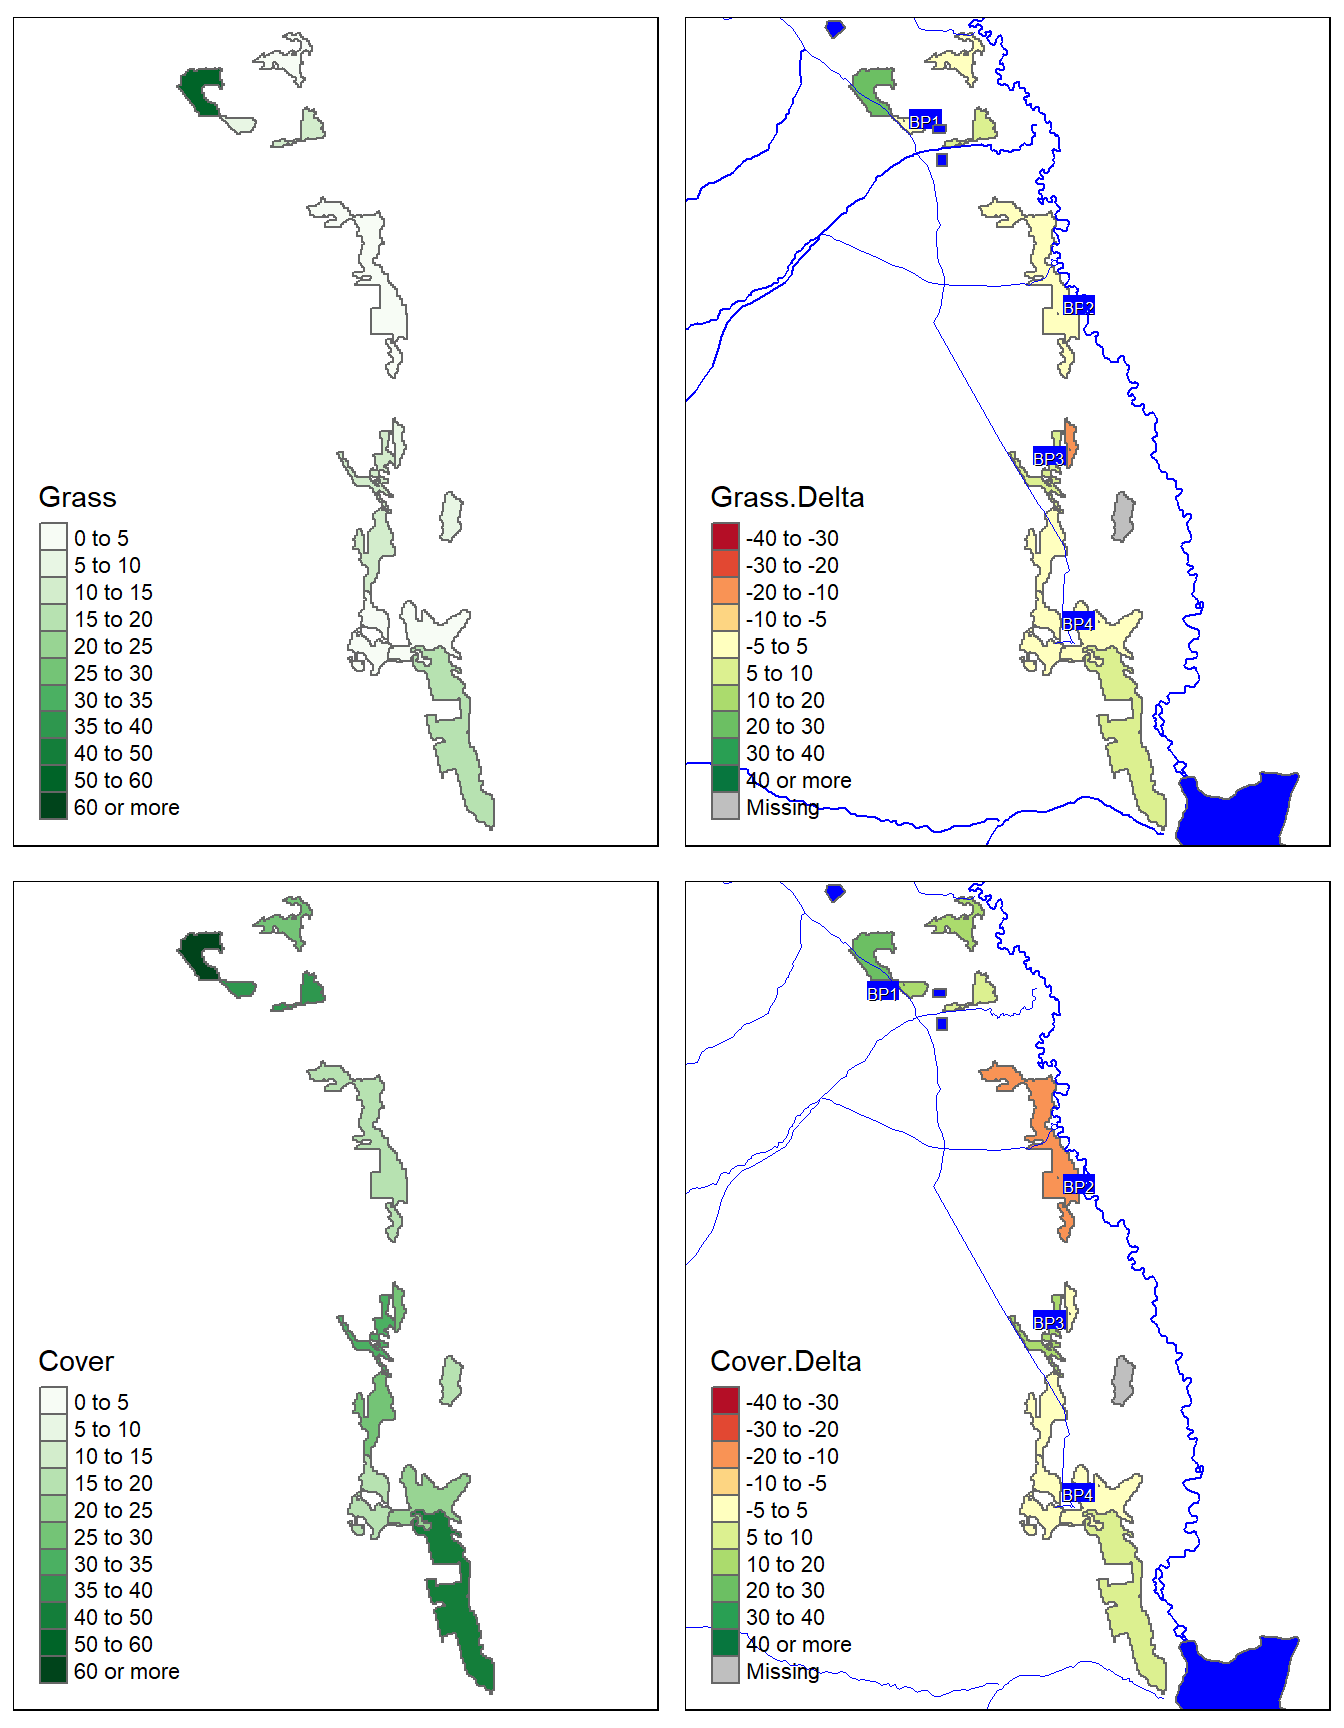 Grass
0 to 5
5 to 10
10 to 15
15 to 20
20 to 25
25 to 30
30 to 35
35 to 40
40 to 50
50 to 60
60 or more
BP1
BP2
BP3
BP4
Grass.Delta
-40 to -30
-30 to -20
-20 to -10
-10 to -5
-5 to 5
5 to 10
10 to 20
20 to 30
30 to 40
40 or more
Missing
Cover
0 to 5
5 to 10
10 to 15
15 to 20
20 to 25
25 to 30
30 to 35
35 to 40
40 to 50
50 to 60
60 or more
BP1
BP2
BP3
BP4
Cover.Delta
-40 to -30
-30 to -20
-20 to -10
-10 to -5
-5 to 5
5 to 10
10 to 20
20 to 30
30 to 40
40 or more
Missing